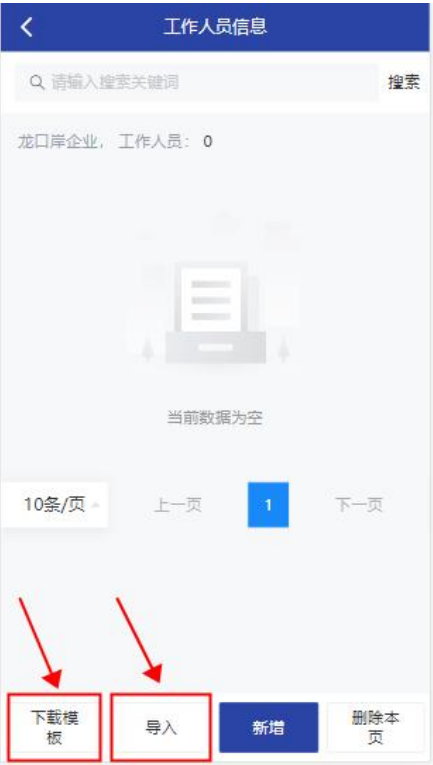 工作人员信息
请输入搜索关键词 搜索
龙口岸企业, 工作人员: 0
当前数据为空
10条/页 上一页 1 下一页
下载模
板
导入
新增
删除本
页